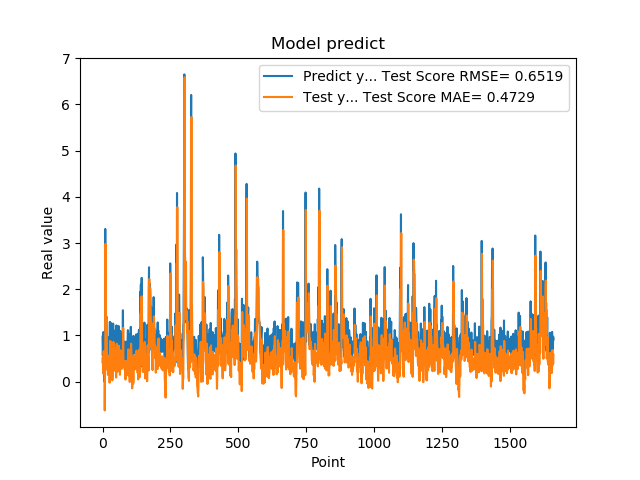 Model predict
Predict y... Test Score RMSE= 0.6519
Test y... Test Score MAE= 0.4729
Real value
7
6
5
4
3
2
1
0
0 250 500 750 1000 1250 1500
Point